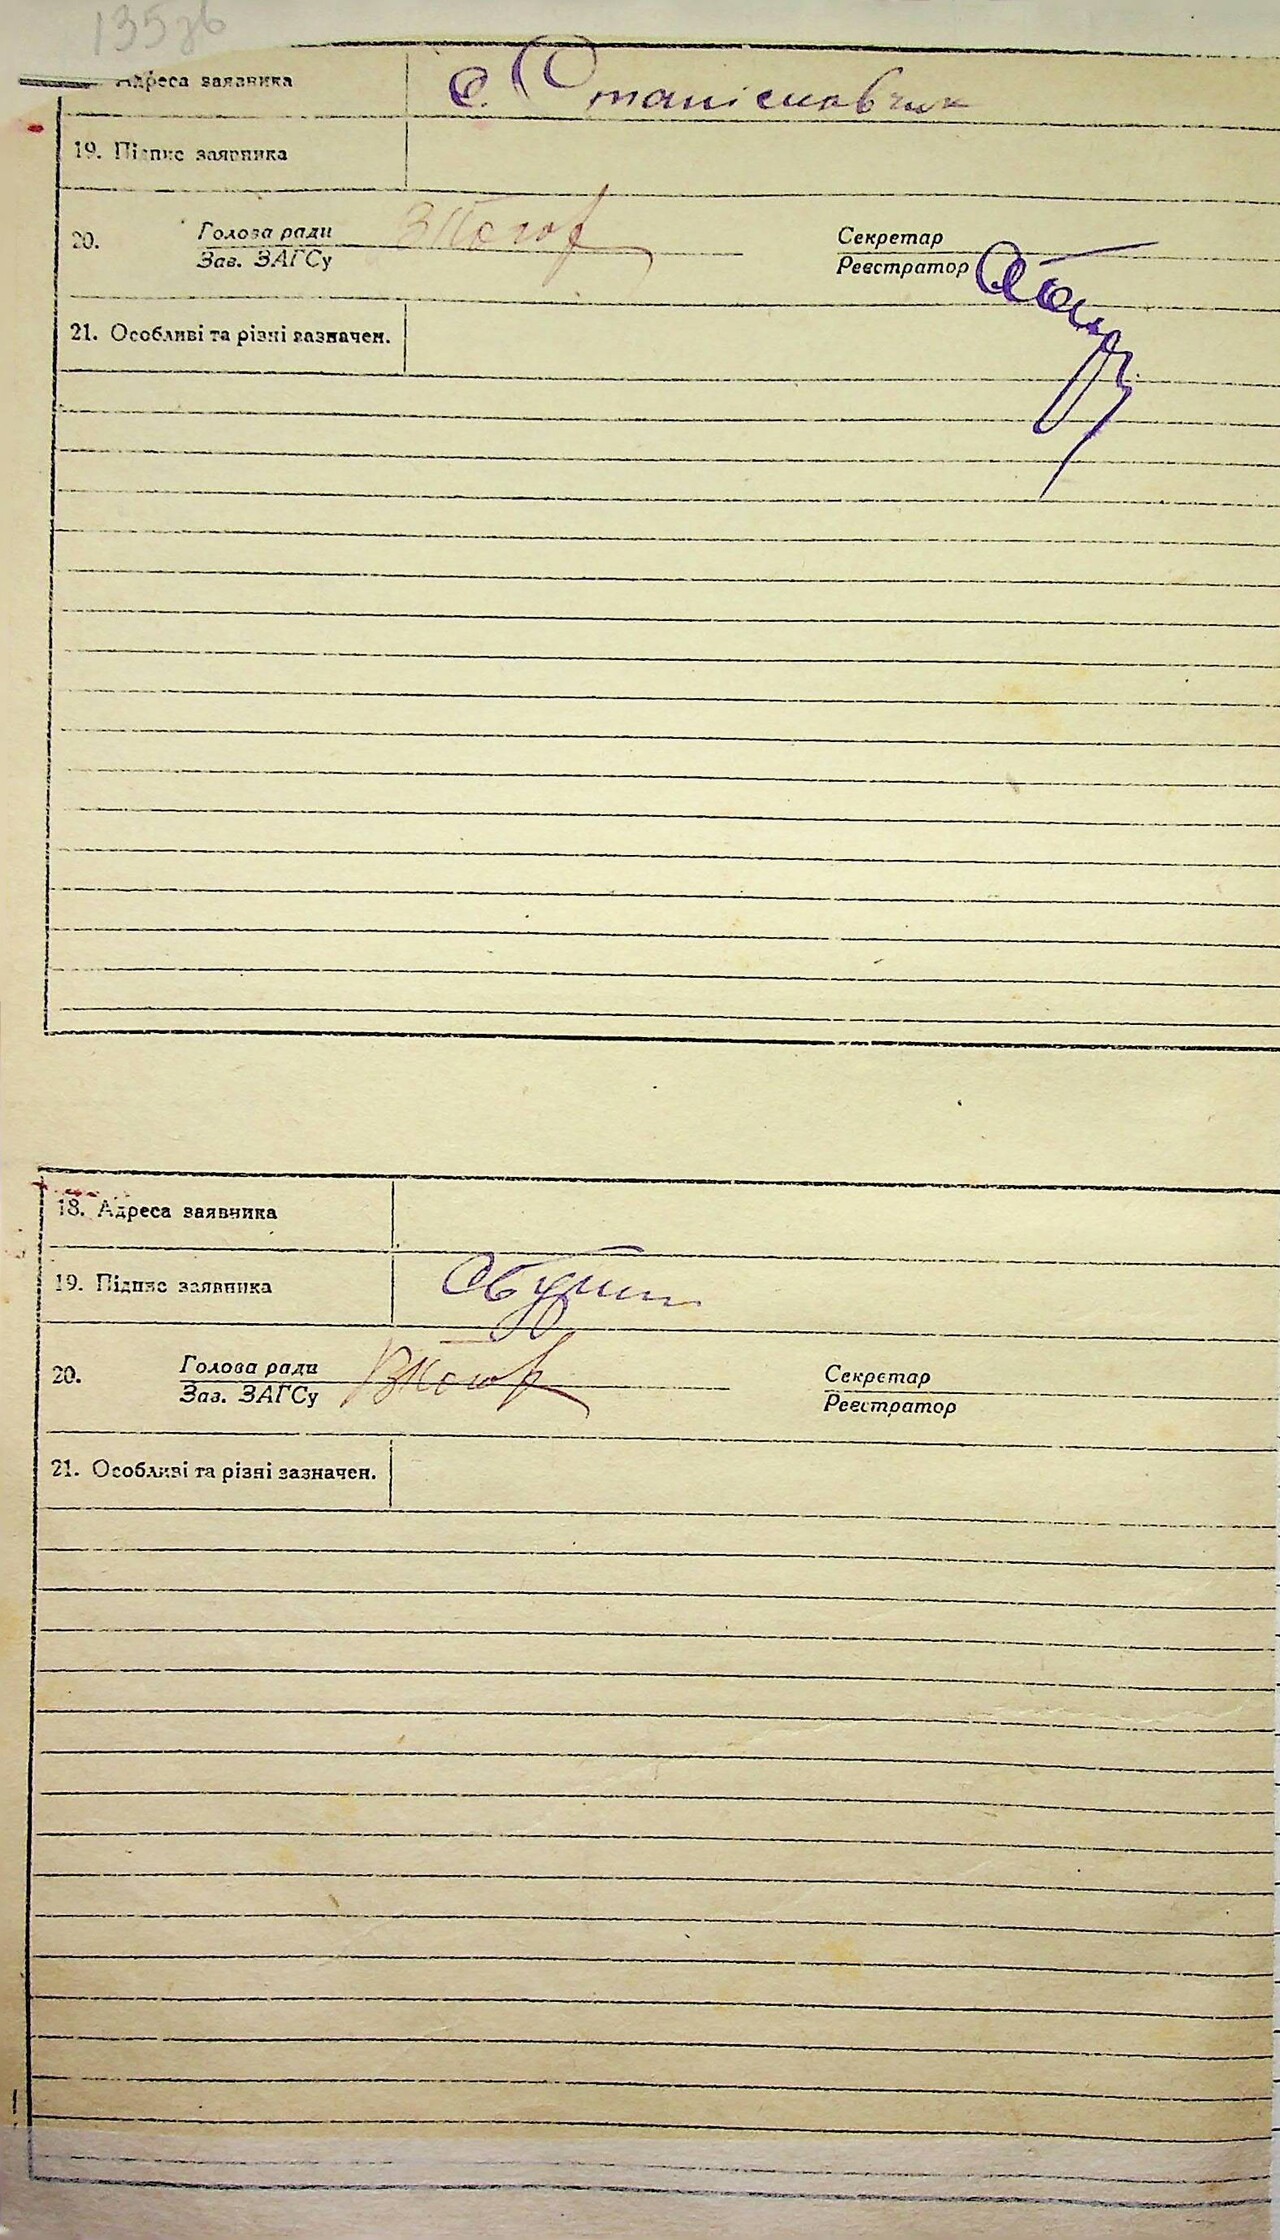 135зв
Адреса заявника с. Станіславчик
19. Підпис заявника
20. Голова ради Секретар
Зав. ЗАГСу Реєстратор
21. Особливі та різні зазначен.
18. Адреса заявника
19. Підпис заявника
20. Голова ради Секретар
Зав. ЗАГСу Реєстратор
21. Особливі та різні зазначен.